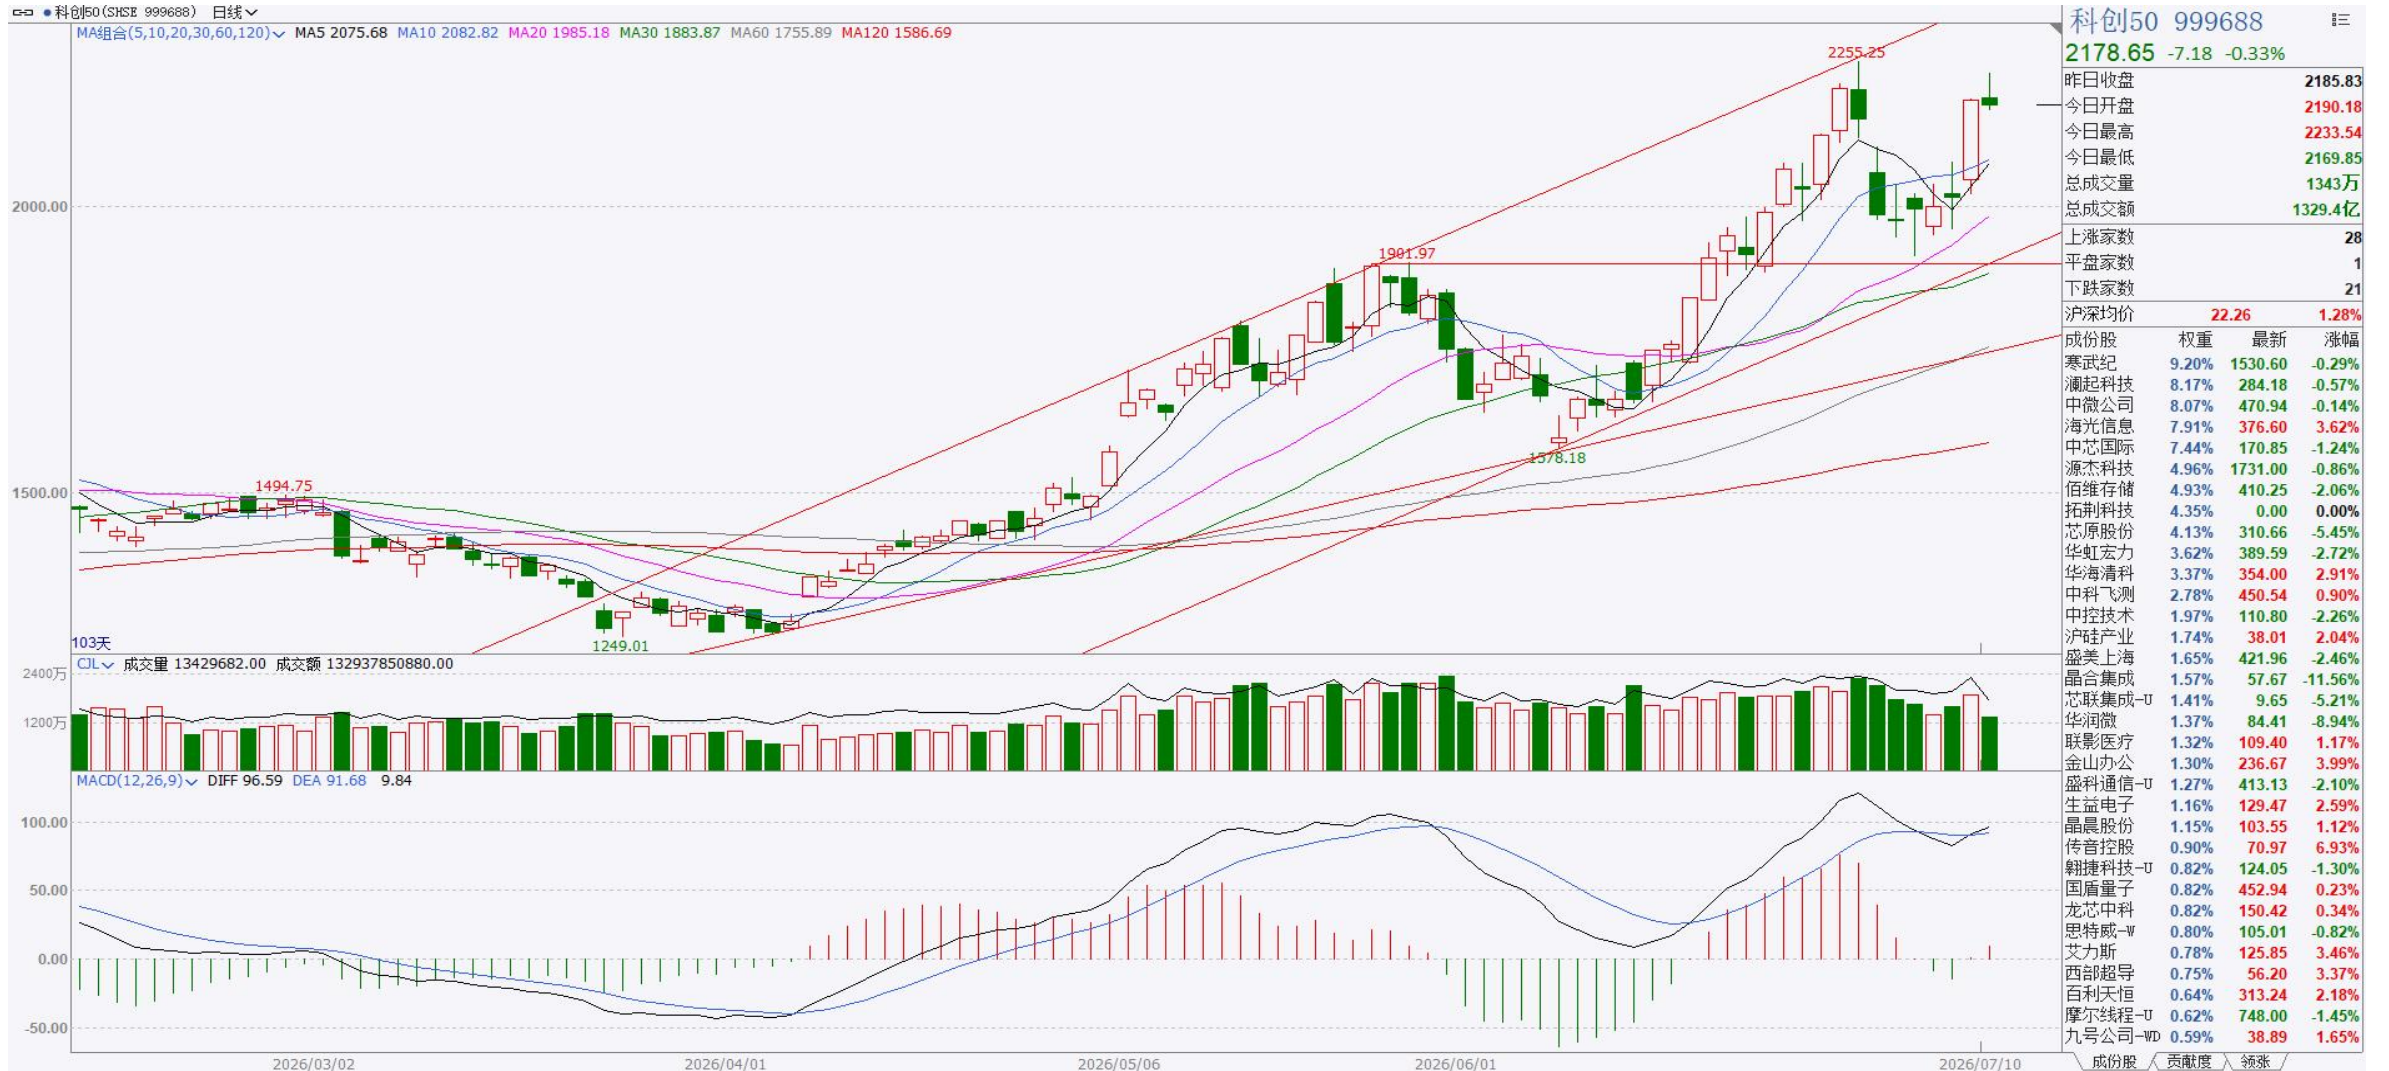 科创50(SHSE 999688) 日线
MA组合(5,10,20,30,60,120) MA5 2075.68 MA10 2082.82 MA20 1985.18 MA30 1883.87 MA60 1755.89 MA120 1586.69
2255.25
2000.00
1901.97
1578.18
1500.00
1494.75
1249.01
103天
CJL 成交量 13429682.00 成交额 132937850880.00
2400万
1200万
MACD(12,26,9) DIFF 96.59 DEA 91.68 9.84
100.00
50.00
0.00
-50.00
2026/03/02 2026/04/01 2026/05/06 2026/06/01 2026/07/10
科创50 999688
2178.65 -7.18 -0.33%
昨日收盘 2185.83
今日开盘 2190.18
今日最高 2233.54
今日最低 2169.85
总成交量 1343万
总成交额 1329.4亿
上涨家数 28
平盘家数 1
下跌家数 21
沪深均价 22.26 1.28%
成份股 权重 最新 涨幅
寒武纪 9.20% 1530.60 -0.29%
澜起科技 8.17% 284.18 -0.57%
中微公司 8.07% 470.94 -0.14%
海光信息 7.91% 376.60 3.62%
中芯国际 7.44% 170.85 -1.24%
源杰科技 4.96% 1731.00 -0.86%
佰维存储 4.93% 410.25 -2.06%
拓荆科技 4.35% 0.00 0.00%
芯原股份 4.13% 310.66 -5.45%
华虹宏力 3.62% 389.59 -2.72%
华海清科 3.37% 354.00 2.91%
中科飞测 2.78% 450.54 0.90%
中控技术 1.97% 110.80 -2.26%
沪硅产业 1.74% 38.01 2.04%
盛美上海 1.65% 421.96 -2.46%
晶合集成 1.57% 57.67 -11.56%
芯联集成-U 1.41% 9.65 -5.21%
华润微 1.37% 84.41 -8.94%
联影医疗 1.32% 109.40 1.17%
金山办公 1.30% 236.67 3.99%
盛科通信-U 1.27% 413.13 -2.10%
生益电子 1.16% 129.47 2.59%
晶晨股份 1.15% 103.55 1.12%
传音控股 0.90% 70.97 6.93%
翱捷科技-U 0.82% 124.05 -1.30%
国盾量子 0.82% 452.94 0.23%
龙芯中科 0.82% 150.42 0.34%
思特威-W 0.80% 105.01 -0.82%
艾力斯 0.78% 125.85 3.46%
西部超导 0.75% 56.20 3.37%
百利天恒 0.64% 313.24 2.18%
摩尔线程-U 0.62% 748.00 -1.45%
九号公司-WD 0.59% 38.89 1.65%
成份股 贡献度 领涨